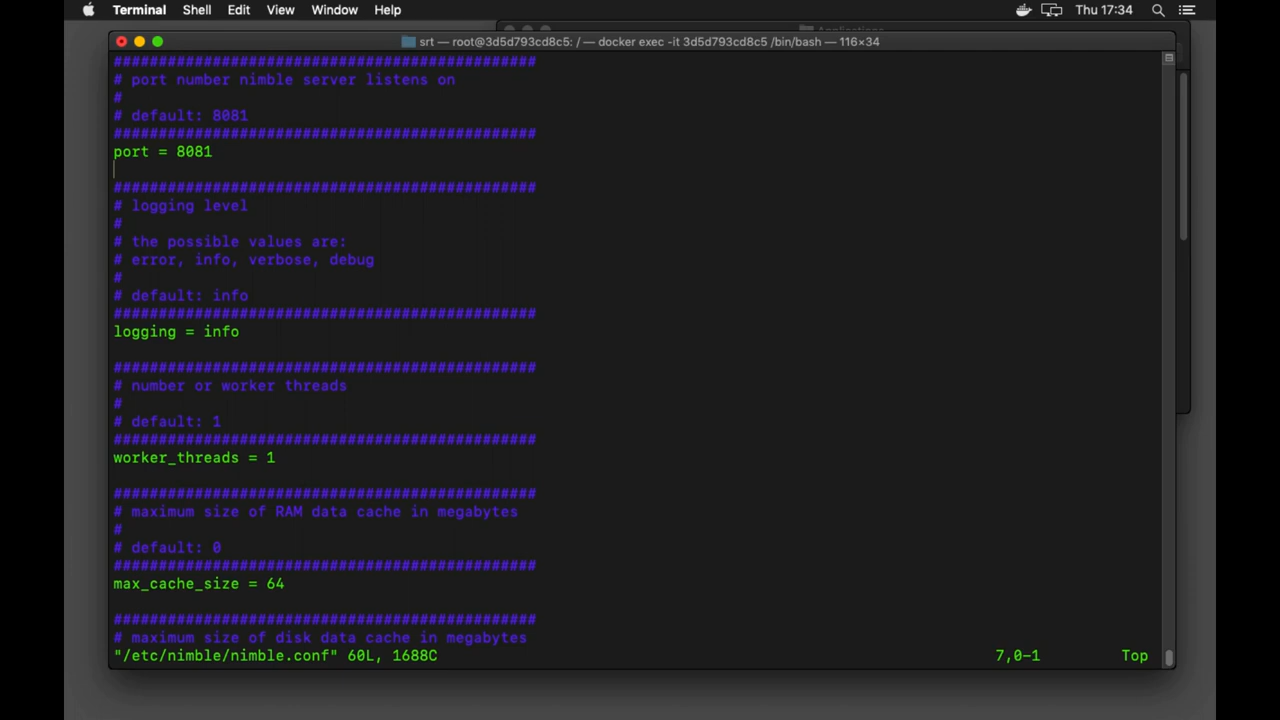 Terminal Shell Edit View Window Help Thu 17:34
Applications
srt — root@3d5d793cd8c5: / — docker exec -it 3d5d793cd8c5 /bin/bash — 116×34
###############################################
# port number nimble server listens on
#
# default: 8081
###############################################
port = 8081
###############################################
# logging level
#
# the possible values are:
# error, info, verbose, debug
#
# default: info
###############################################
logging = info
###############################################
# number or worker threads
#
# default: 1
###############################################
worker_threads = 1
###############################################
# maximum size of RAM data cache in megabytes
#
# default: 0
###############################################
max_cache_size = 64
###############################################
# maximum size of disk data cache in megabytes
"/etc/nimble/nimble.conf" 60L, 1688C 7,0-1 Top